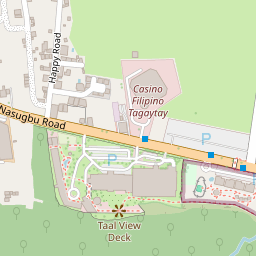 Happy Road
Casino
Filipino
Tagaytay
Nasugbu Road
P
P
Taal View
Deck